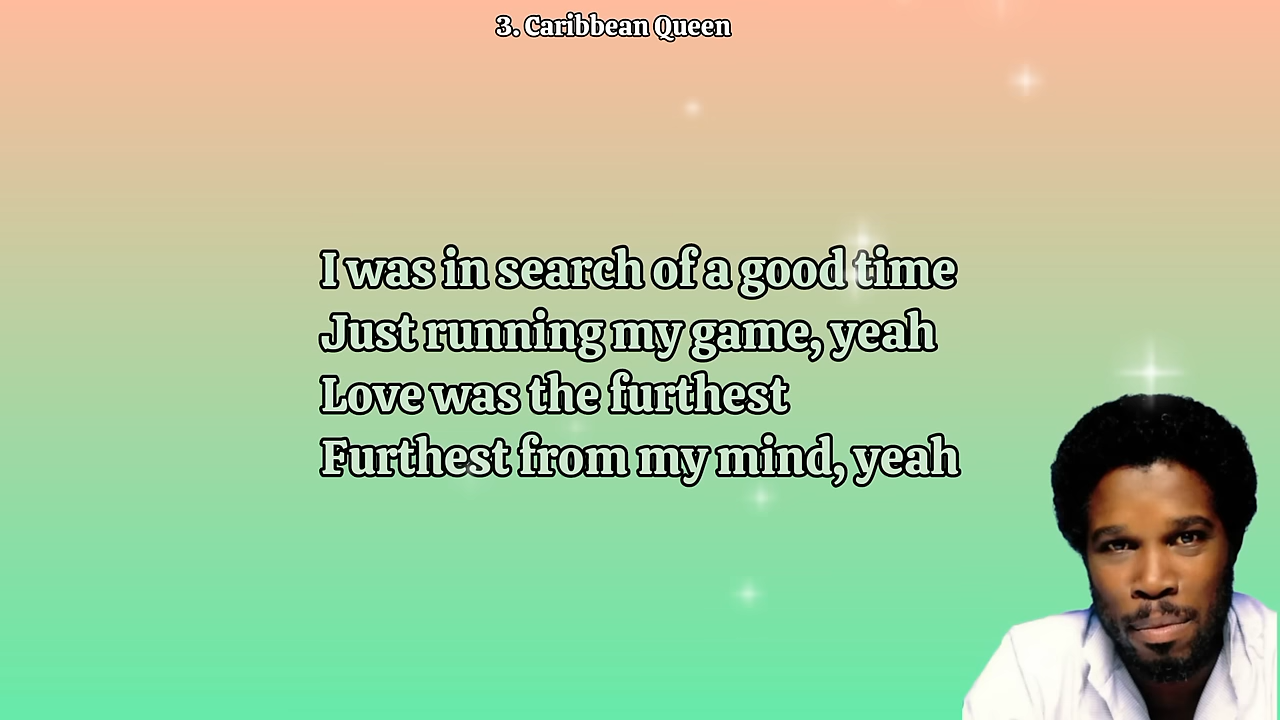 3. Caribbean Queen
I was in search of a good time
Just running my game, yeah
Love was the furthest
Furthest from my mind, yeah